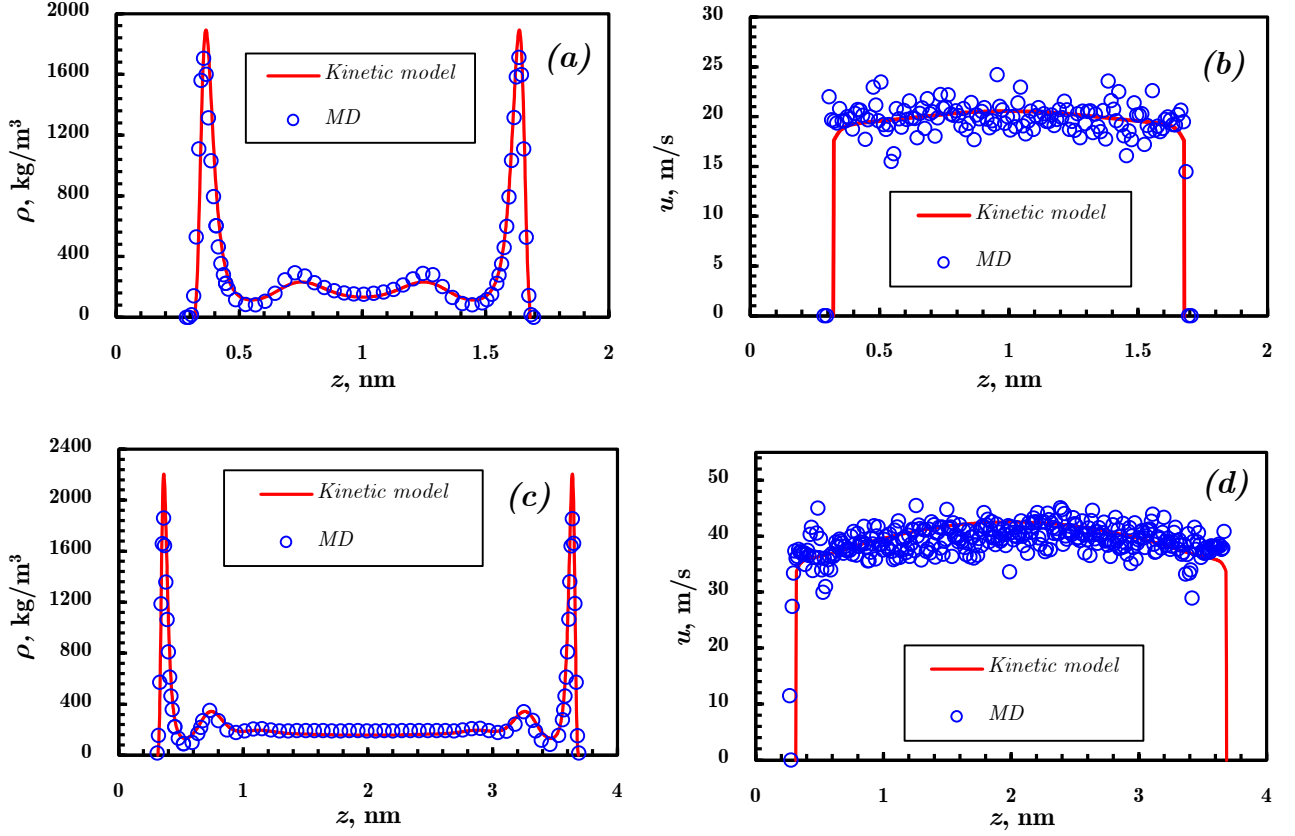 2000
1600
1200
800
400
0
ρ, kg/m³
Kinetic model
MD
(a)
0
0.5
1
1.5
2
z, nm
30
25
20
15
10
5
0
u, m/s
(b)
Kinetic model
MD
0
0.5
1
1.5
2
z, nm
2400
2000
1600
1200
800
400
0
ρ, kg/m³
Kinetic model
MD
(c)
0
1
2
3
4
z, nm
50
40
30
20
10
0
u, m/s
(d)
Kinetic model
MD
0
1
2
3
4
z, nm